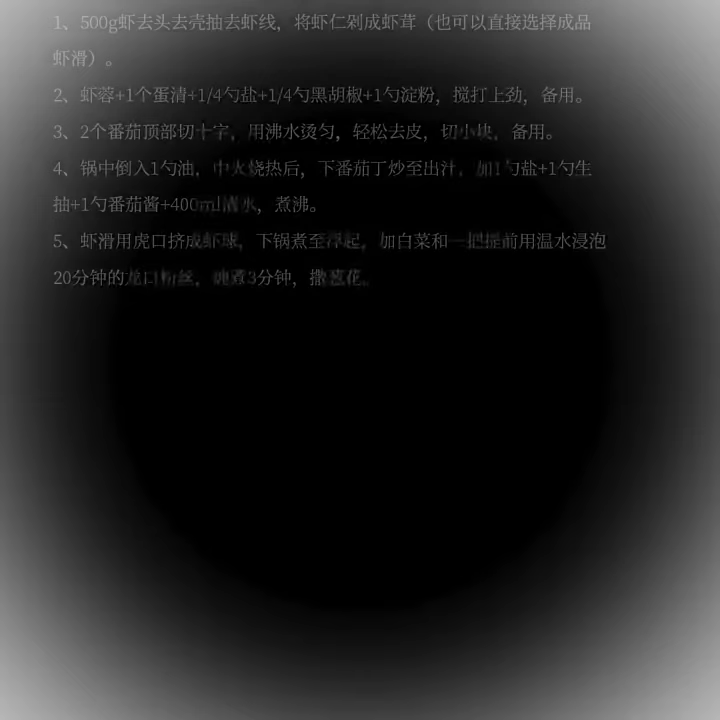 1、500g虾去头去壳抽去虾线，将虾仁剁成虾茸（也可以直接选择成品
虾滑）。
2、虾蓉+1个蛋清+1/4勺盐+1/4勺黑胡椒+1勺淀粉，搅打上劲，备用。
3、2个番茄顶部切十字，用沸水烫匀，轻松去皮，切小块，备用。
4、锅中倒入1勺油，中火烧热后，下番茄丁炒至出汁，加1勺盐+1勺生
抽+1勺番茄酱+400ml清水，煮沸。
5、虾滑用虎口挤成虾球，下锅煮至浮起，加白菜和一把提前用温水浸泡
20分钟的龙口粉丝，炖煮3分钟，撒葱花。